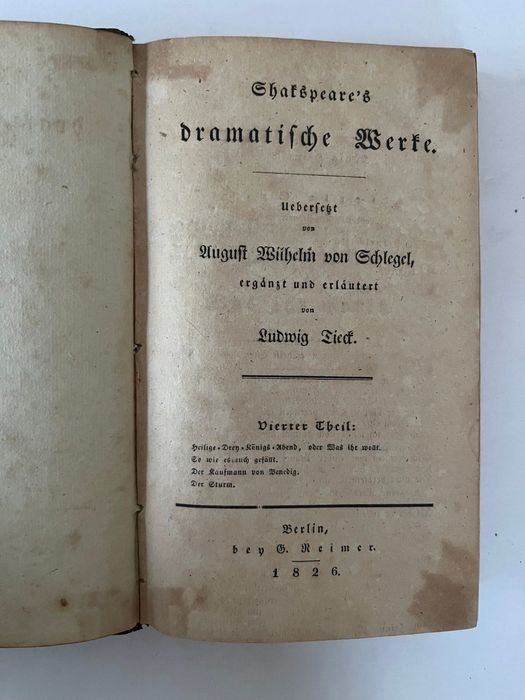 Shakspeare's
dramatische Werke.
Uebersetzt
von
August Wilhelm von Schlegel,
ergänzt und erläutert
von
Ludwig Tieck.
Vierter Theil:
Heilige-Drey-Königs-Abend, oder Was ihr wollt.
So wie es euch gefällt.
Der Kaufmann von Venedig.
Der Sturm.
Berlin,
bey G. Reimer.
1826.